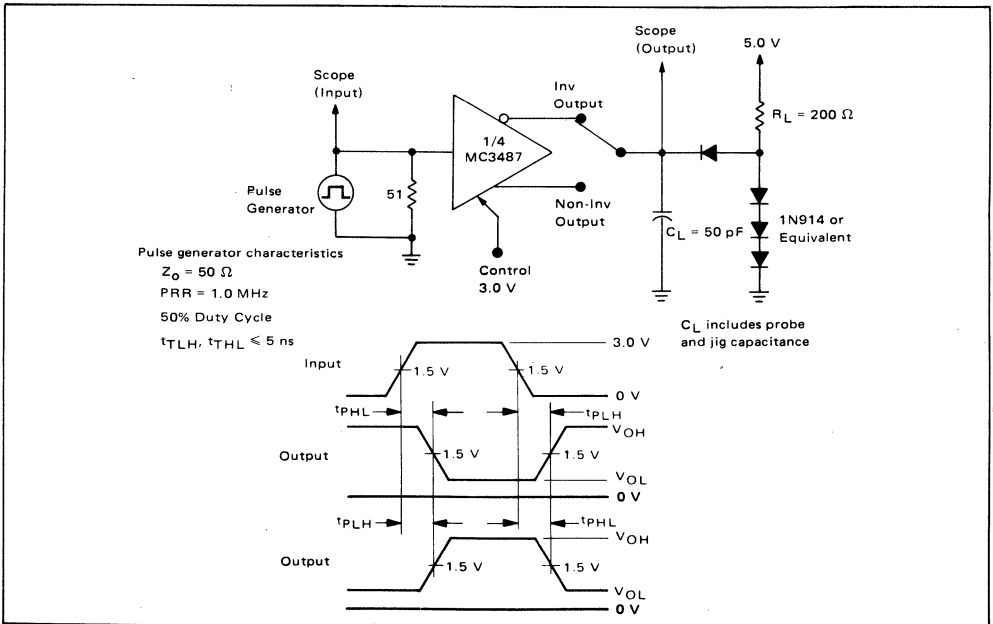 Scope
(Output)
5.0 V
Scope
(Input)
Inv
Output
R_L = 200 Ω
1/4
MC3487
Pulse
Generator
51
Non-Inv
Output
C_L = 50 pF
1N914 or
Equivalent
Pulse generator characteristics
Z_o = 50 Ω
PRR = 1.0 MHz
50% Duty Cycle
t_TLH, t_THL ≤ 5 ns
Control
3.0 V
C_L includes probe
and jig capacitance
Input
1.5 V
1.5 V
3.0 V
0 V
t_PHL
t_PLH
Output
1.5 V
1.5 V
V_OH
V_OL
0 V
t_PLH
t_PHL
Output
1.5 V
1.5 V
V_OH
V_OL
0 V